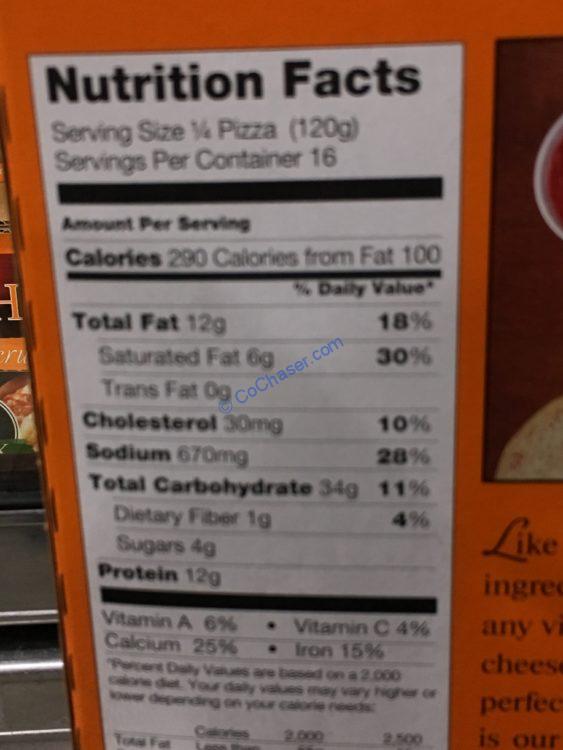 Nutrition Facts
Serving Size ¼ Pizza (120g)
Servings Per Container 16
Amount Per Serving
Calories 290 Calories from Fat 100
% Daily Value*
Total Fat 12g 18%
Saturated Fat 6g 30%
Trans Fat 0g
© CoChaser.com
Cholesterol 30mg 10%
Sodium 670mg 28%
Total Carbohydrate 34g 11%
Dietary Fiber 1g 4%
Sugars 4g
Protein 12g
Vitamin A 6% • Vitamin C 4%
Calcium 25% • Iron 15%
*Percent Daily Values are based on a 2,000
calorie diet. Your daily values may vary higher or
lower depending on your calorie needs:
Calories 2,000 2,500
Total Fat Less than
Like
ingred
any vi
cheese
perfec
is our
H
cru